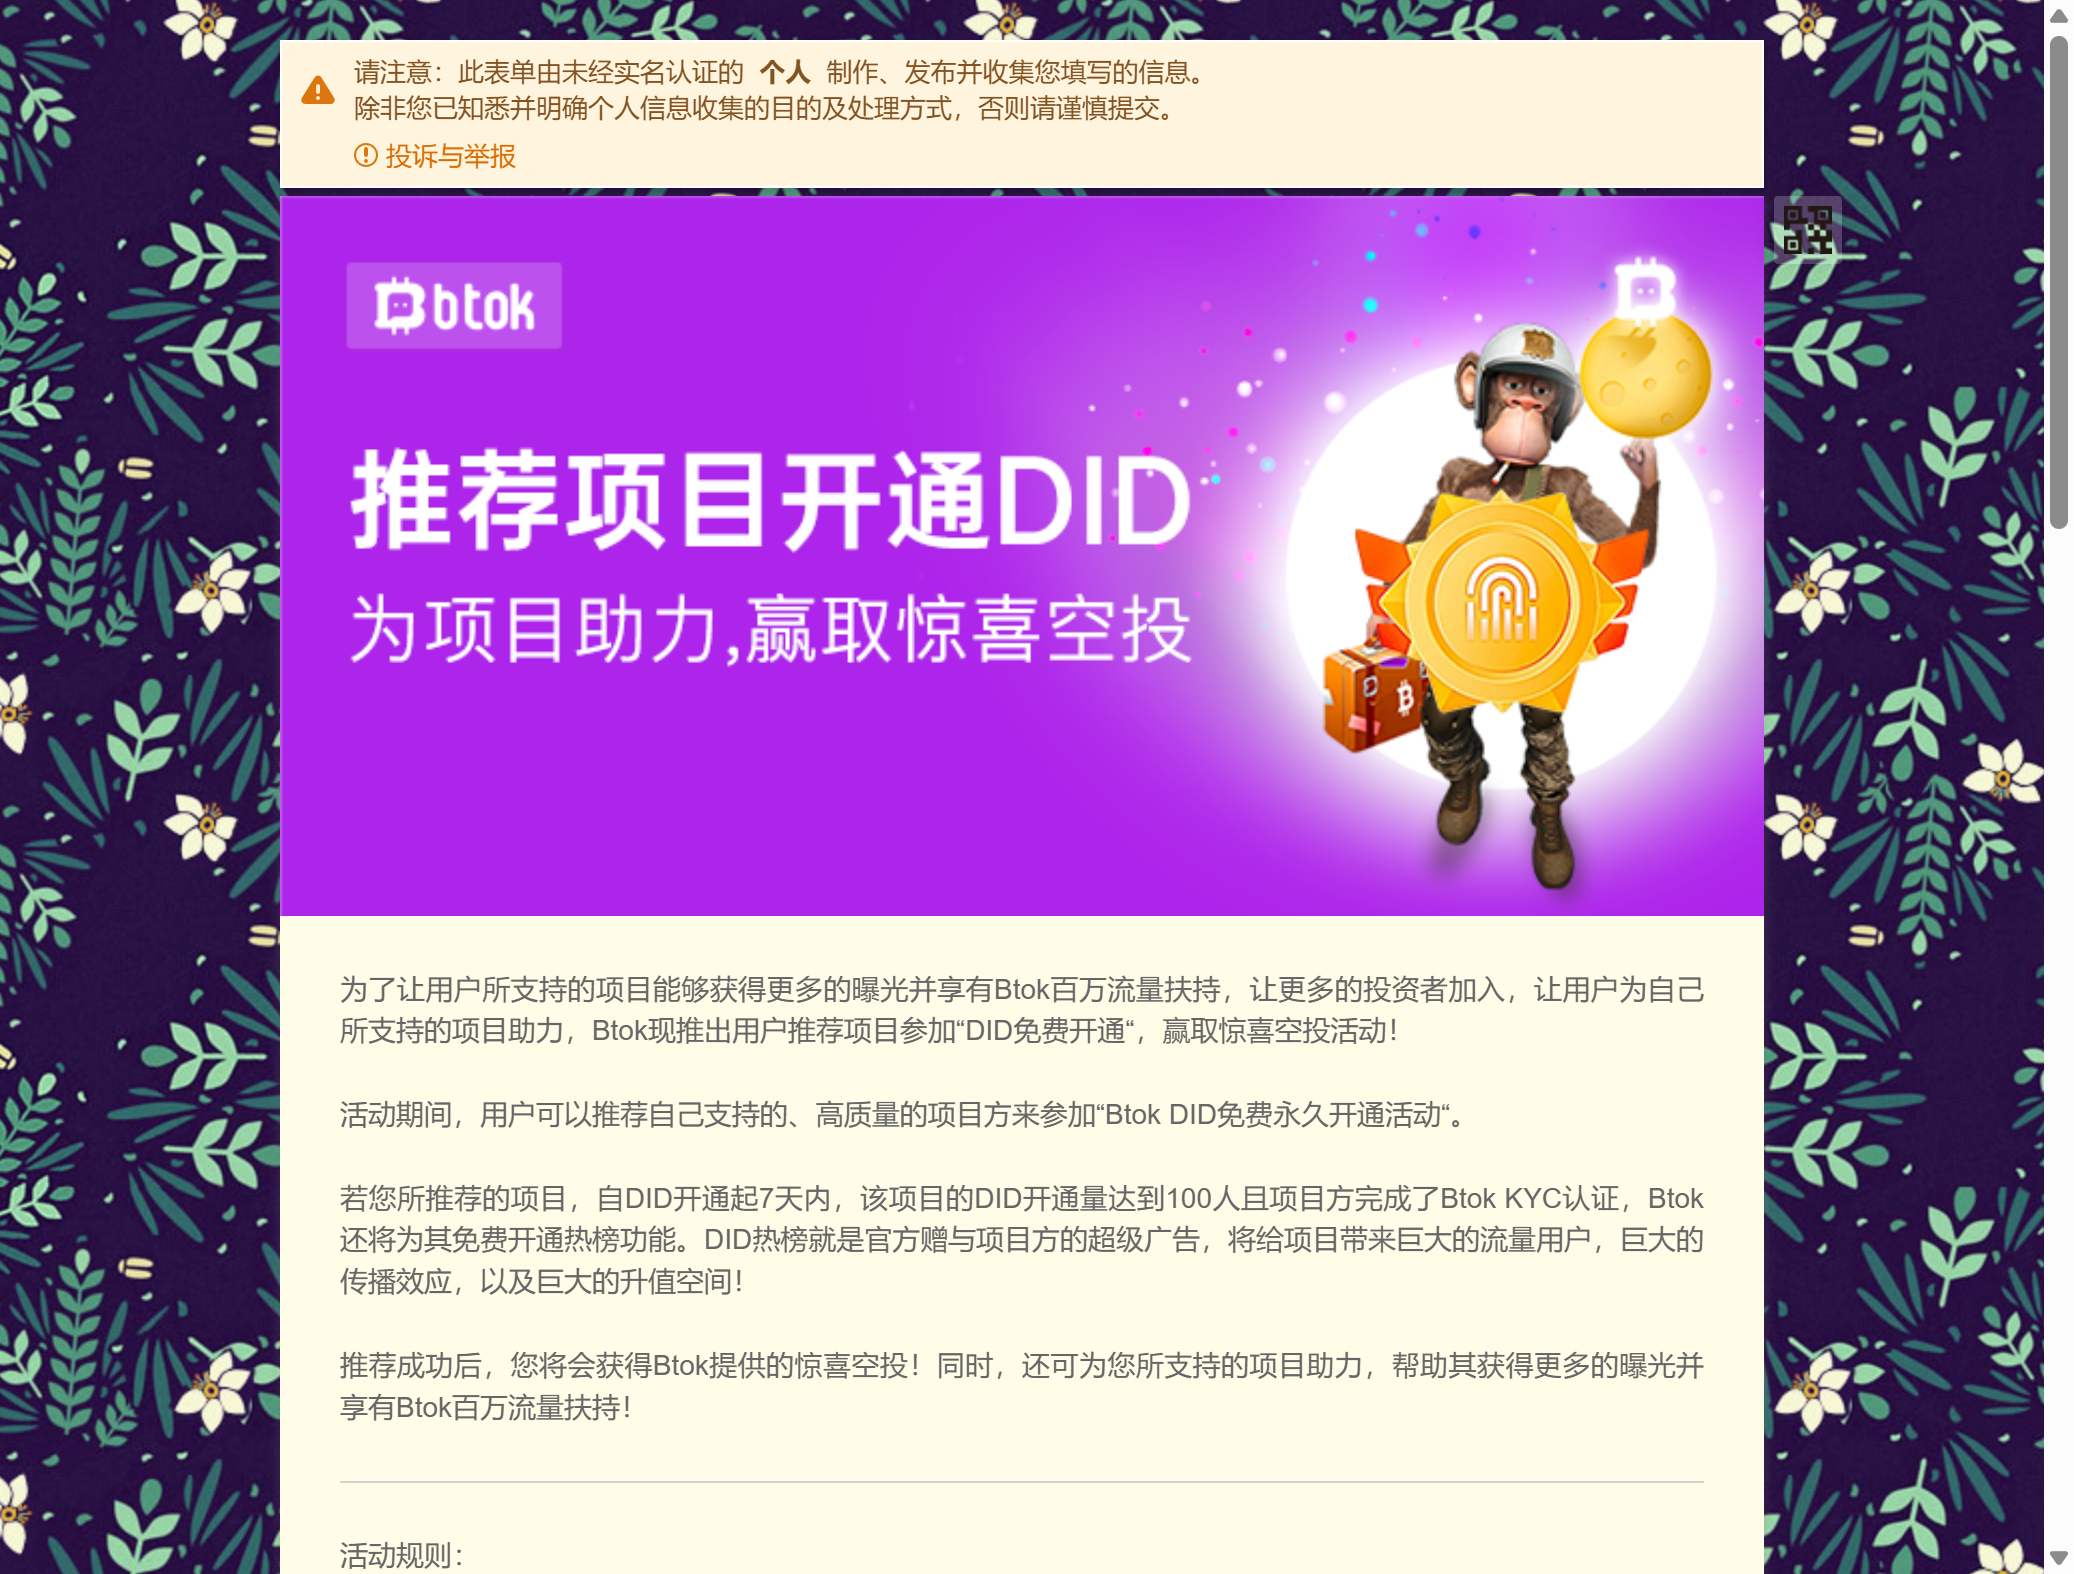 请注意：此表单由未经实名认证的 个人 制作、发布并收集您填写的信息。
除非您已知悉并明确个人信息收集的目的及处理方式，否则请谨慎提交。
投诉与举报
btok
推荐项目开通DID
为项目助力,赢取惊喜空投
为了让用户所支持的项目能够获得更多的曝光并享有Btok百万流量扶持，让更多的投资者加入，让用户为自己
所支持的项目助力，Btok现推出用户推荐项目参加“DID免费开通“，赢取惊喜空投活动！
活动期间，用户可以推荐自己支持的、高质量的项目方来参加“Btok DID免费永久开通活动“。
若您所推荐的项目，自DID开通起7天内，该项目的DID开通量达到100人且项目方完成了Btok KYC认证，Btok
还将为其免费开通热榜功能。DID热榜就是官方赠与项目方的超级广告，将给项目带来巨大的流量用户，巨大的
传播效应，以及巨大的升值空间！
推荐成功后，您将会获得Btok提供的惊喜空投！同时，还可为您所支持的项目助力，帮助其获得更多的曝光并
享有Btok百万流量扶持！
活动规则：